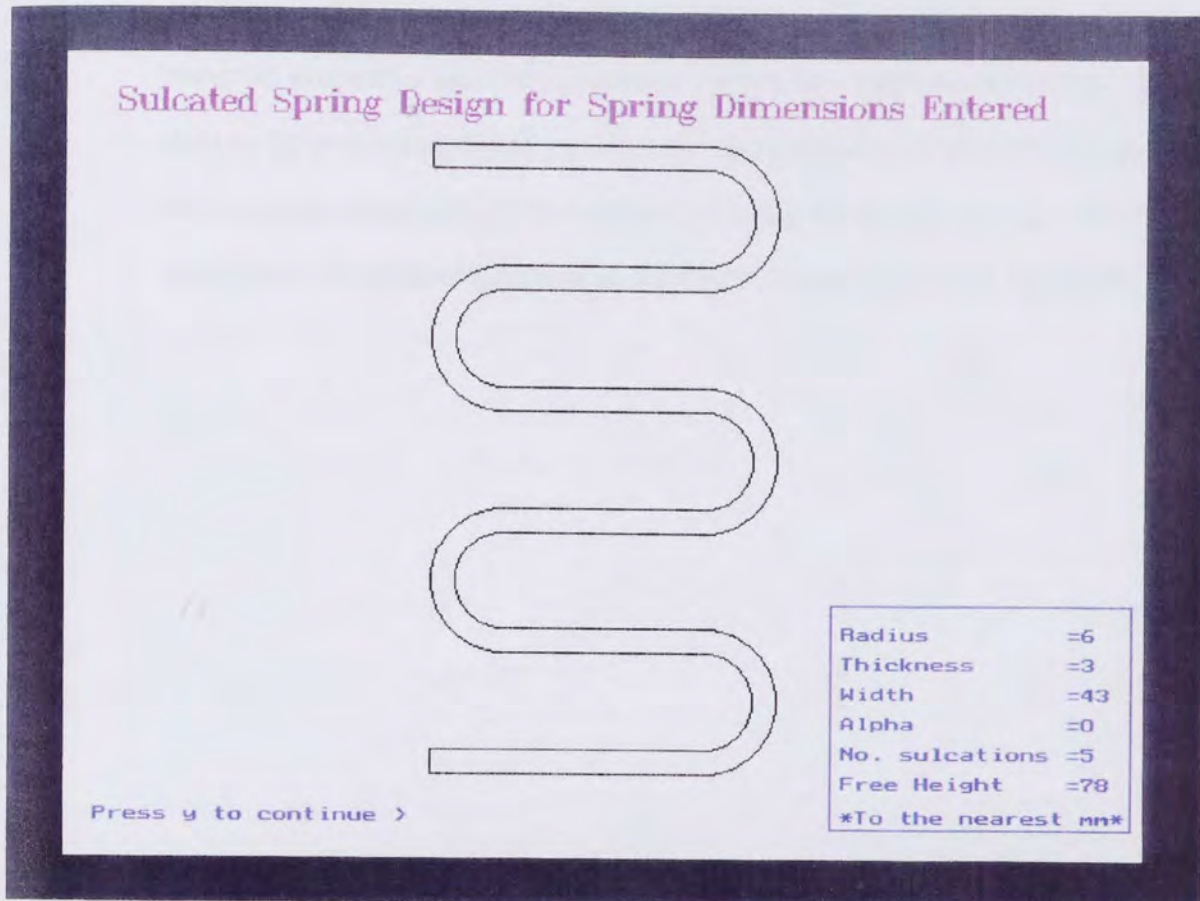 Sulcated Spring Design for Spring Dimensions Entered
Radius =6
Thickness =3
Width =43
Alpha =0
No. sulcations =5
Free Height =78
*To the nearest mm*
Press y to continue >